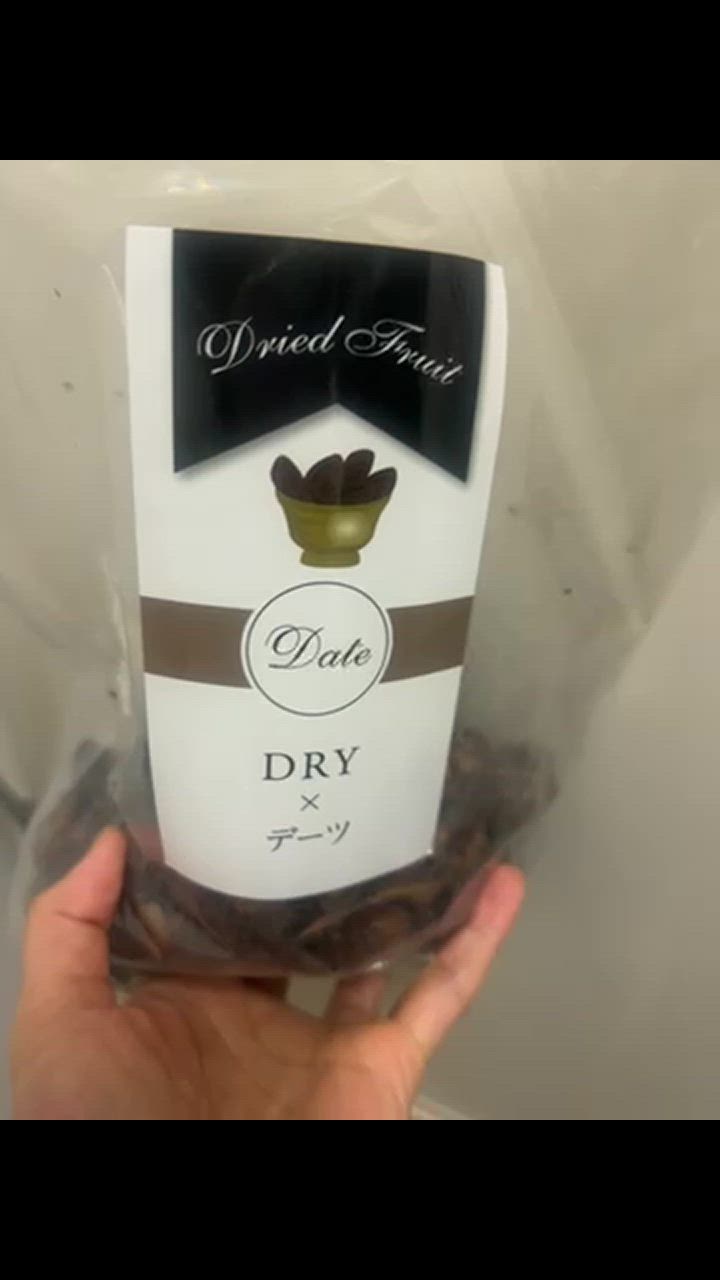 Dried Fruit
Date
DRY
×
デーツ